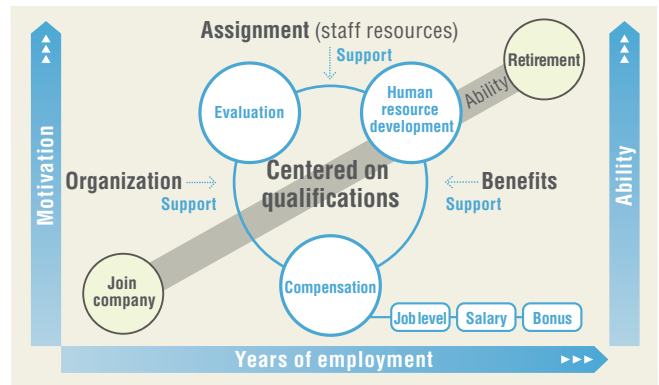 Assignment (staff resources)
Support
Retirement
Evaluation
Human
resource
development
Ability
Motivation
Organization
Support
Centered on
qualifications
Benefits
Support
Ability
Join
company
Compensation
Job level
Salary
Bonus
Years of employment